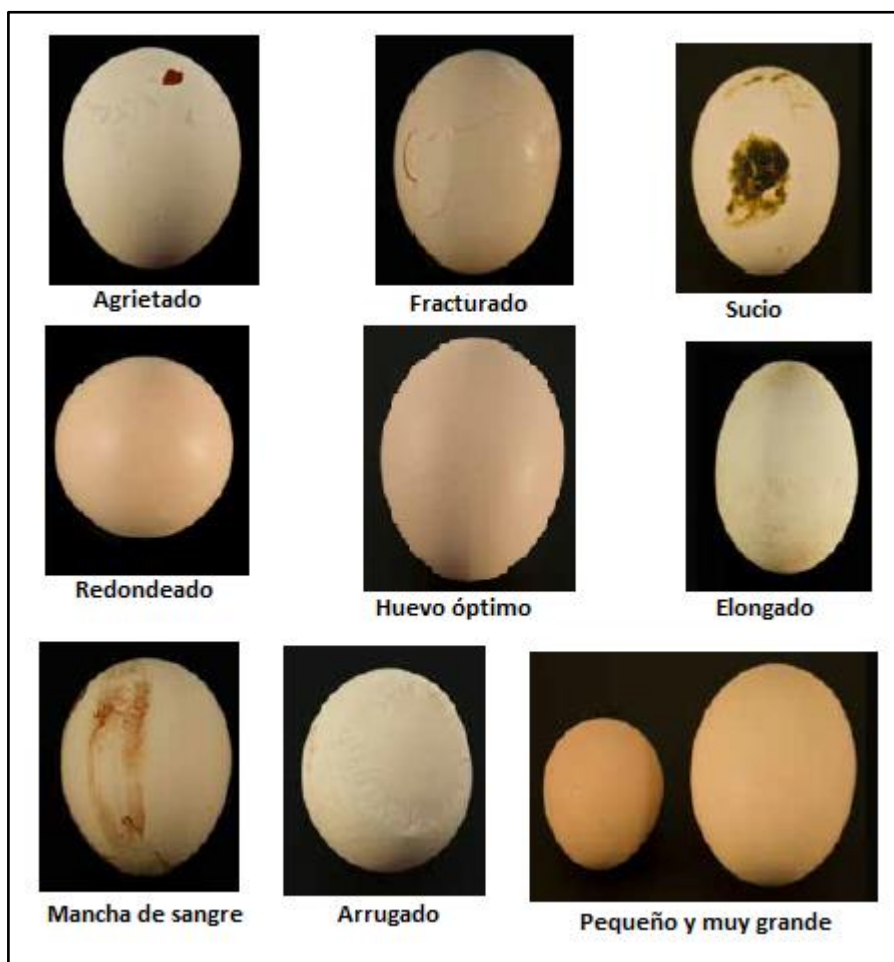 Agrietado
Fracturado
Sucio
Redondeado
Huevo óptimo
Elongado
Mancha de sangre
Arrugado
Pequeño y muy grande